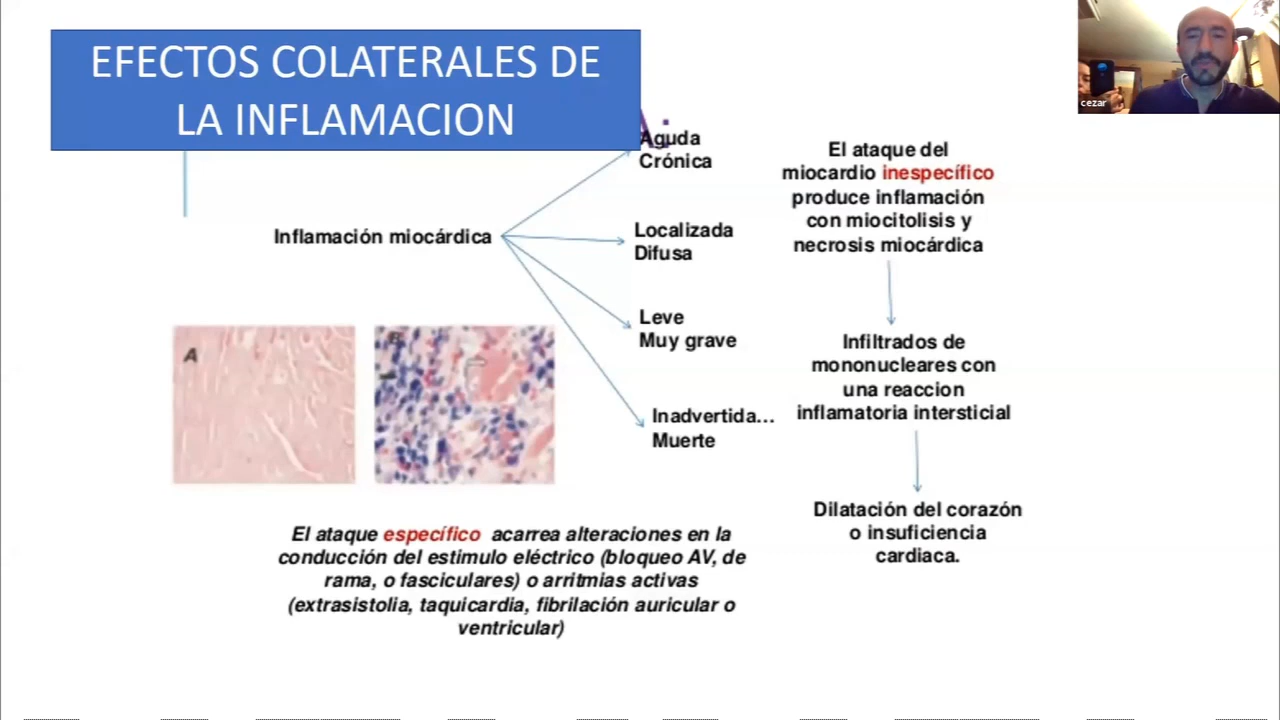 EFECTOS COLATERALES DE
LA INFLAMACION
A:
Aguda
Crónica
Inflamación miocárdica
Localizada
Difusa
Leve
Muy grave
Inadvertida...
Muerte
El ataque del
miocardio inespecífico
produce inflamación
con miocitolisis y
necrosis miocárdica
Infiltrados de
mononucleares con
una reaccion
inflamatoria intersticial
Dilatación del corazón
o insuficiencia
cardiaca.
A
B
El ataque específico acarrea alteraciones en la
conducción del estimulo eléctrico (bloqueo AV, de
rama, o fasciculares) o arritmias activas
(extrasistolia, taquicardia, fibrilación auricular o
ventricular)
cezar